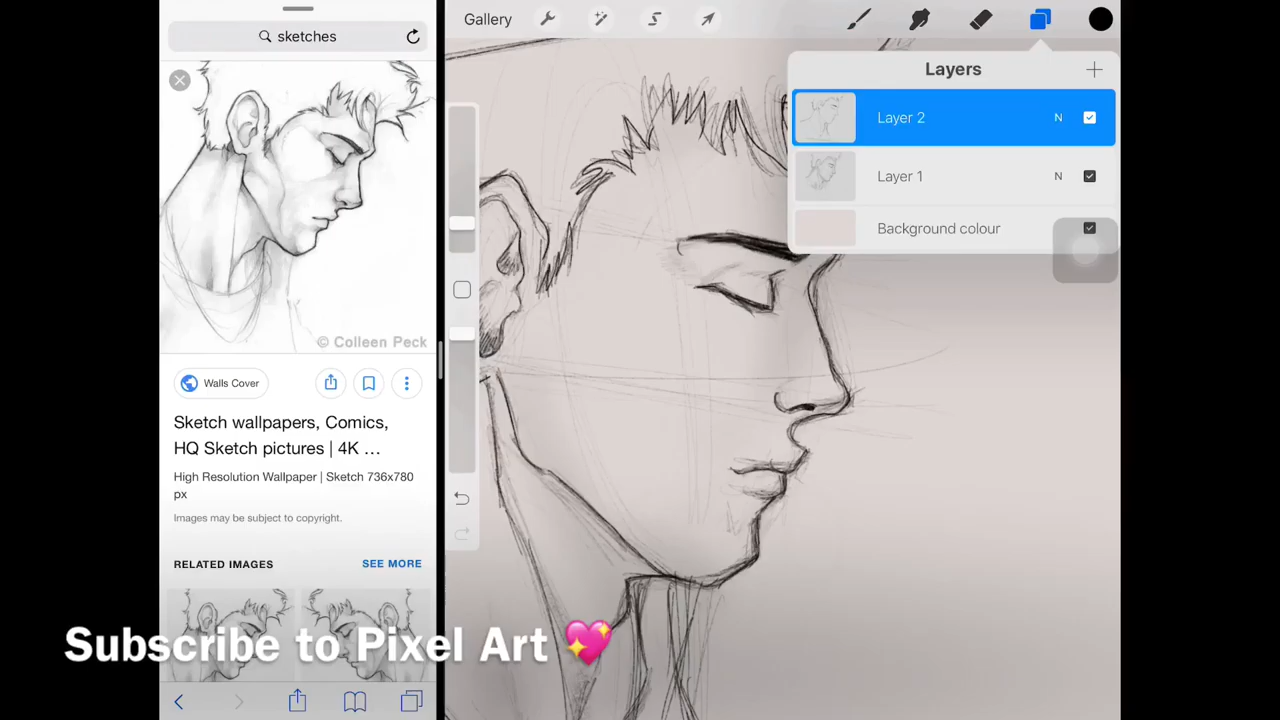 sketches
© Colleen Peck
Walls Cover
Sketch wallpapers, Comics,
HQ Sketch pictures | 4K …
High Resolution Wallpaper | Sketch 736x780
px
Images may be subject to copyright.
RELATED IMAGES
SEE MORE
Gallery
Layers
Layer 2
N
Layer 1
N
Background colour
Subscribe to Pixel Art 💖